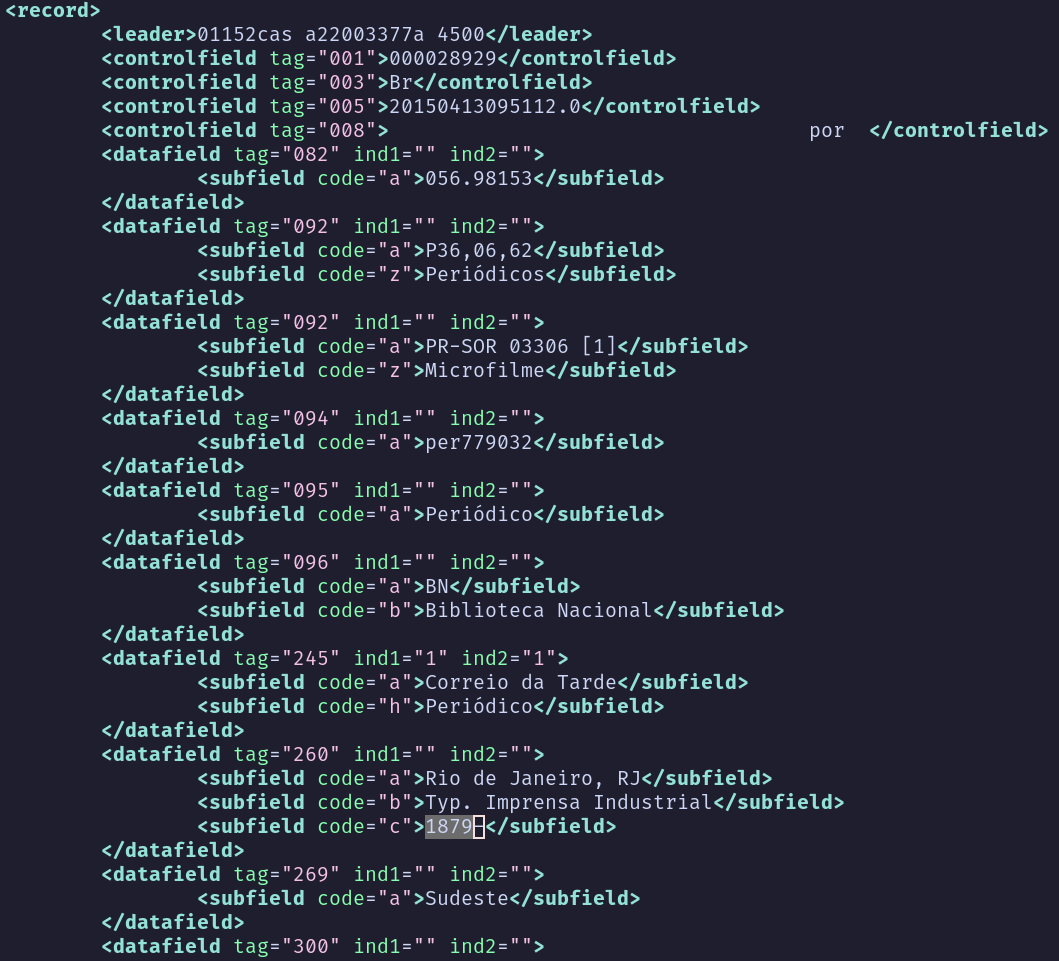 <record>
<leader>01152cas a22003377a 4500</leader>
<controlfield tag="001">000028929</controlfield>
<controlfield tag="003">Br</controlfield>
<controlfield tag="005">20150413095112.0</controlfield>
<controlfield tag="008">                                   por  </controlfield>
<datafield tag="082" ind1="" ind2="">
<subfield code="a">056.98153</subfield>
</datafield>
<datafield tag="092" ind1="" ind2="">
<subfield code="a">P36,06,62</subfield>
<subfield code="z">Periódicos</subfield>
</datafield>
<datafield tag="092" ind1="" ind2="">
<subfield code="a">PR-SOR 03306 [1]</subfield>
<subfield code="z">Microfilme</subfield>
</datafield>
<datafield tag="094" ind1="" ind2="">
<subfield code="a">per779032</subfield>
</datafield>
<datafield tag="095" ind1="" ind2="">
<subfield code="a">Periódico</subfield>
</datafield>
<datafield tag="096" ind1="" ind2="">
<subfield code="a">BN</subfield>
<subfield code="b">Biblioteca Nacional</subfield>
</datafield>
<datafield tag="245" ind1="1" ind2="1">
<subfield code="a">Correio da Tarde</subfield>
<subfield code="h">Periódico</subfield>
</datafield>
<datafield tag="260" ind1="" ind2="">
<subfield code="a">Rio de Janeiro, RJ</subfield>
<subfield code="b">Typ. Imprensa Industrial</subfield>
<subfield code="c">1879-</subfield>
</datafield>
<datafield tag="269" ind1="" ind2="">
<subfield code="a">Sudeste</subfield>
</datafield>
<datafield tag="300" ind1="" ind2="">